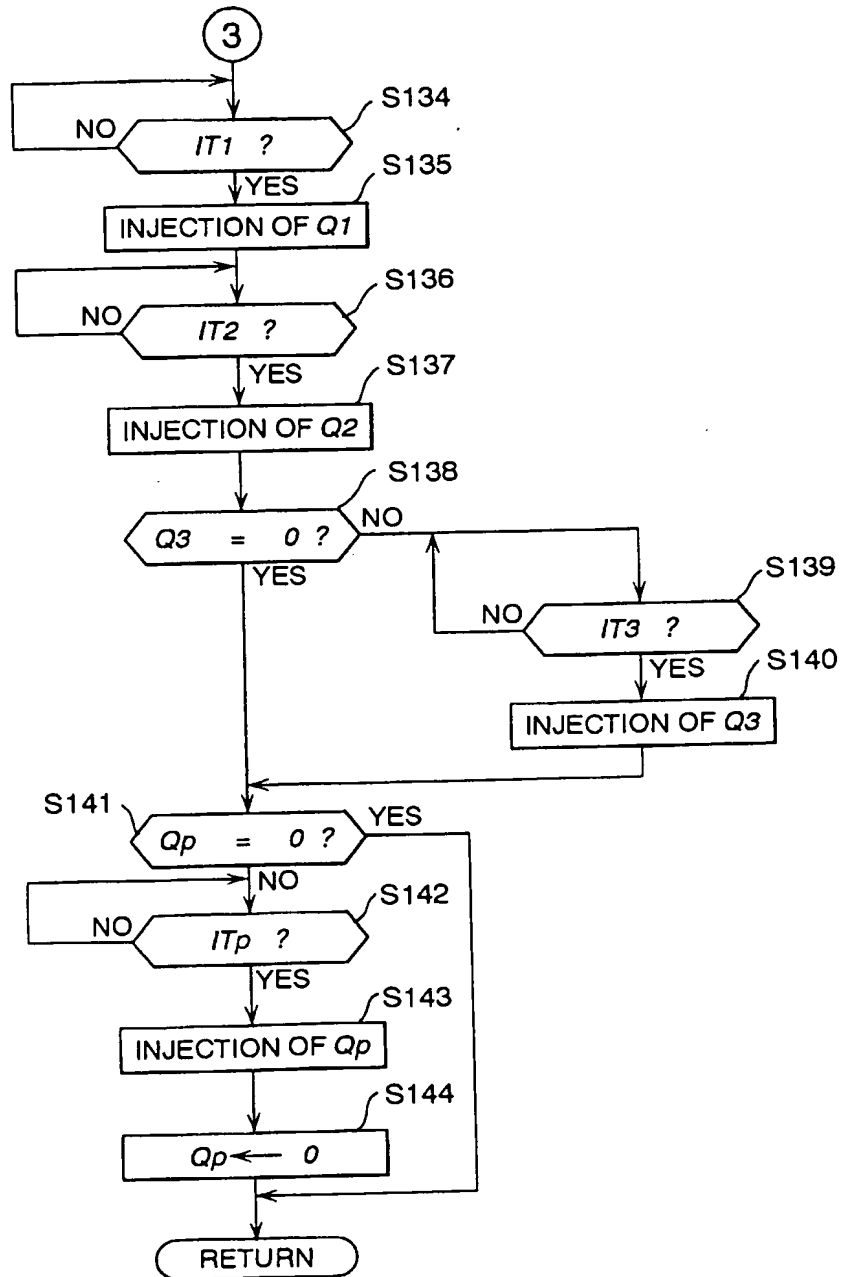 3
S134
NO
IT1 ?
YES
S135
INJECTION OF Q1
S136
NO
IT2 ?
YES
S137
INJECTION OF Q2
S138
Q3 = 0 ?
NO
YES
S139
NO
IT3 ?
YES
S140
INJECTION OF Q3
S141
Qp = 0 ?
YES
NO
S142
NO
ITp ?
YES
S143
INJECTION OF Qp
S144
Qp ← 0
RETURN